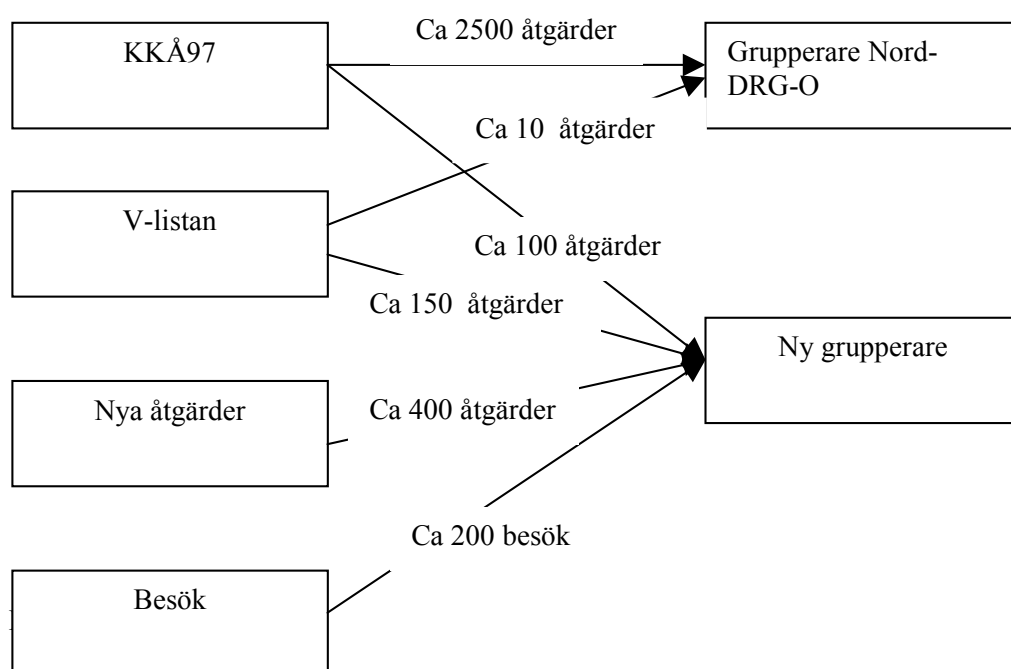 KKÅ97
Ca 2500 åtgärder
Grupperare Nord-
DRG-O
Ca 10 åtgärder
V-listan
Ca 100 åtgärder
Ca 150 åtgärder
Ny grupperare
Nya åtgärder
Ca 400 åtgärder
Ca 200 besök
Besök